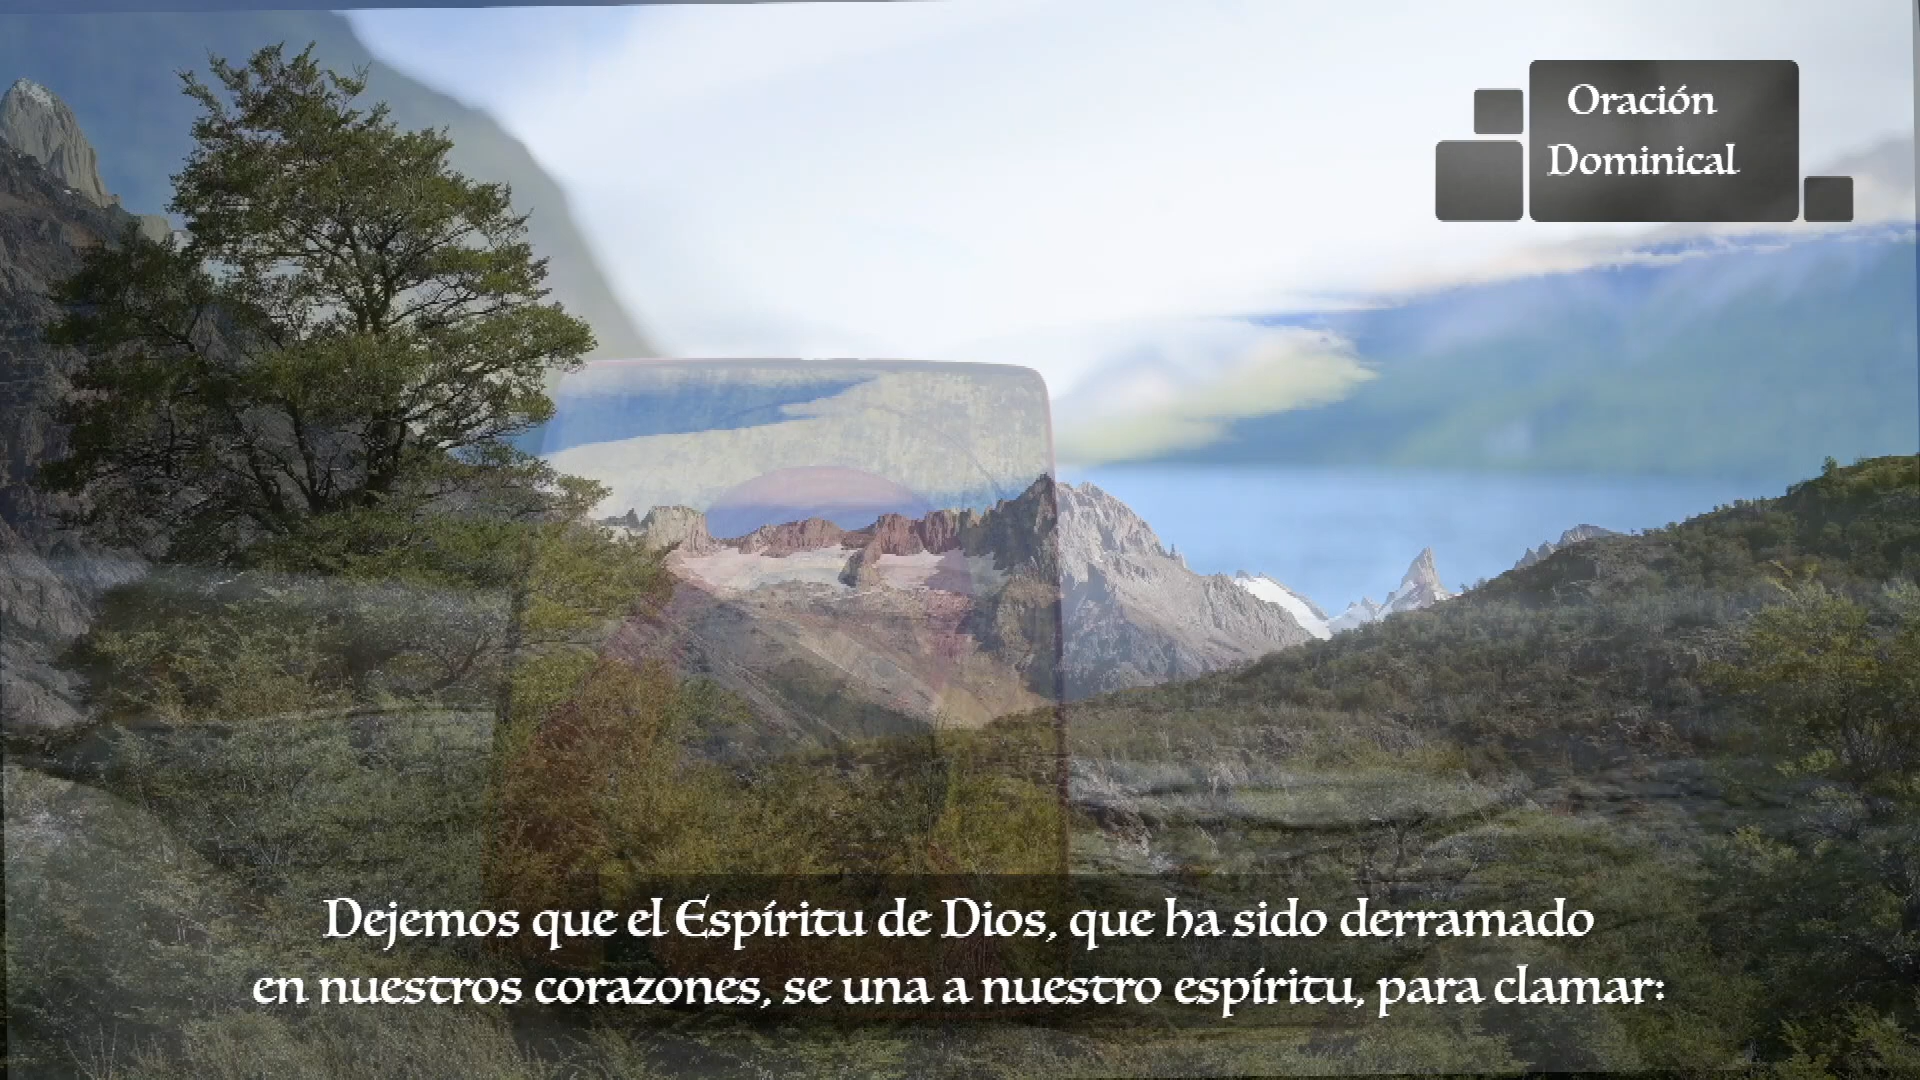 Oración
Dominical
Dejemos que el Espíritu de Dios, que ha sido derramado
en nuestros corazones, se una a nuestro espíritu, para clamar: